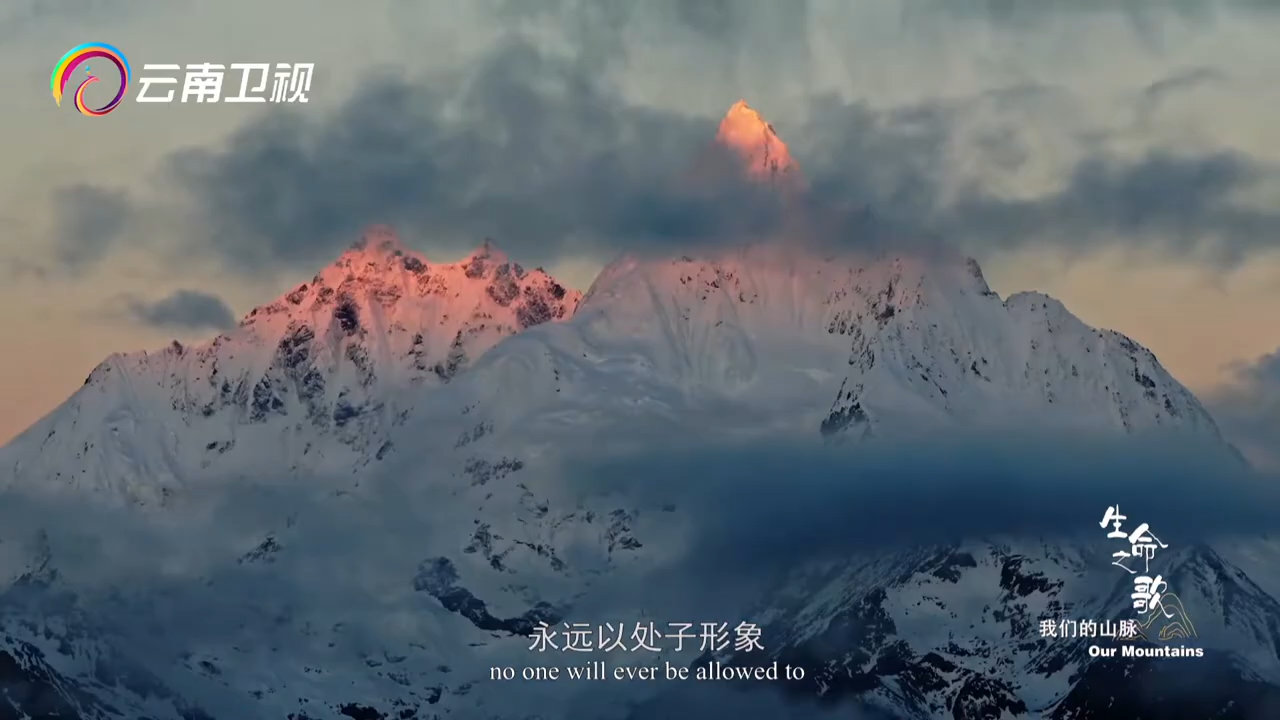 云南卫视
永远以处子形象
no one will ever be allowed to
生命之歌
我们的山脉
Our Mountains